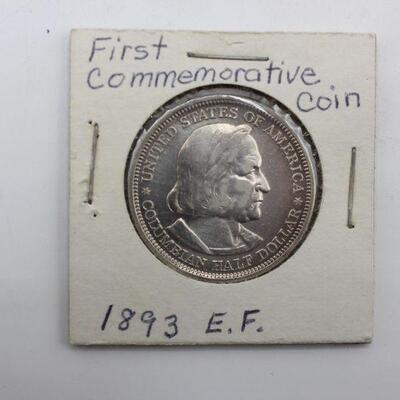 First
Commemorative
Coin
UNITED STATES OF AMERICA
COLUMBIAN HALF DOLLAR
1893 E.F.